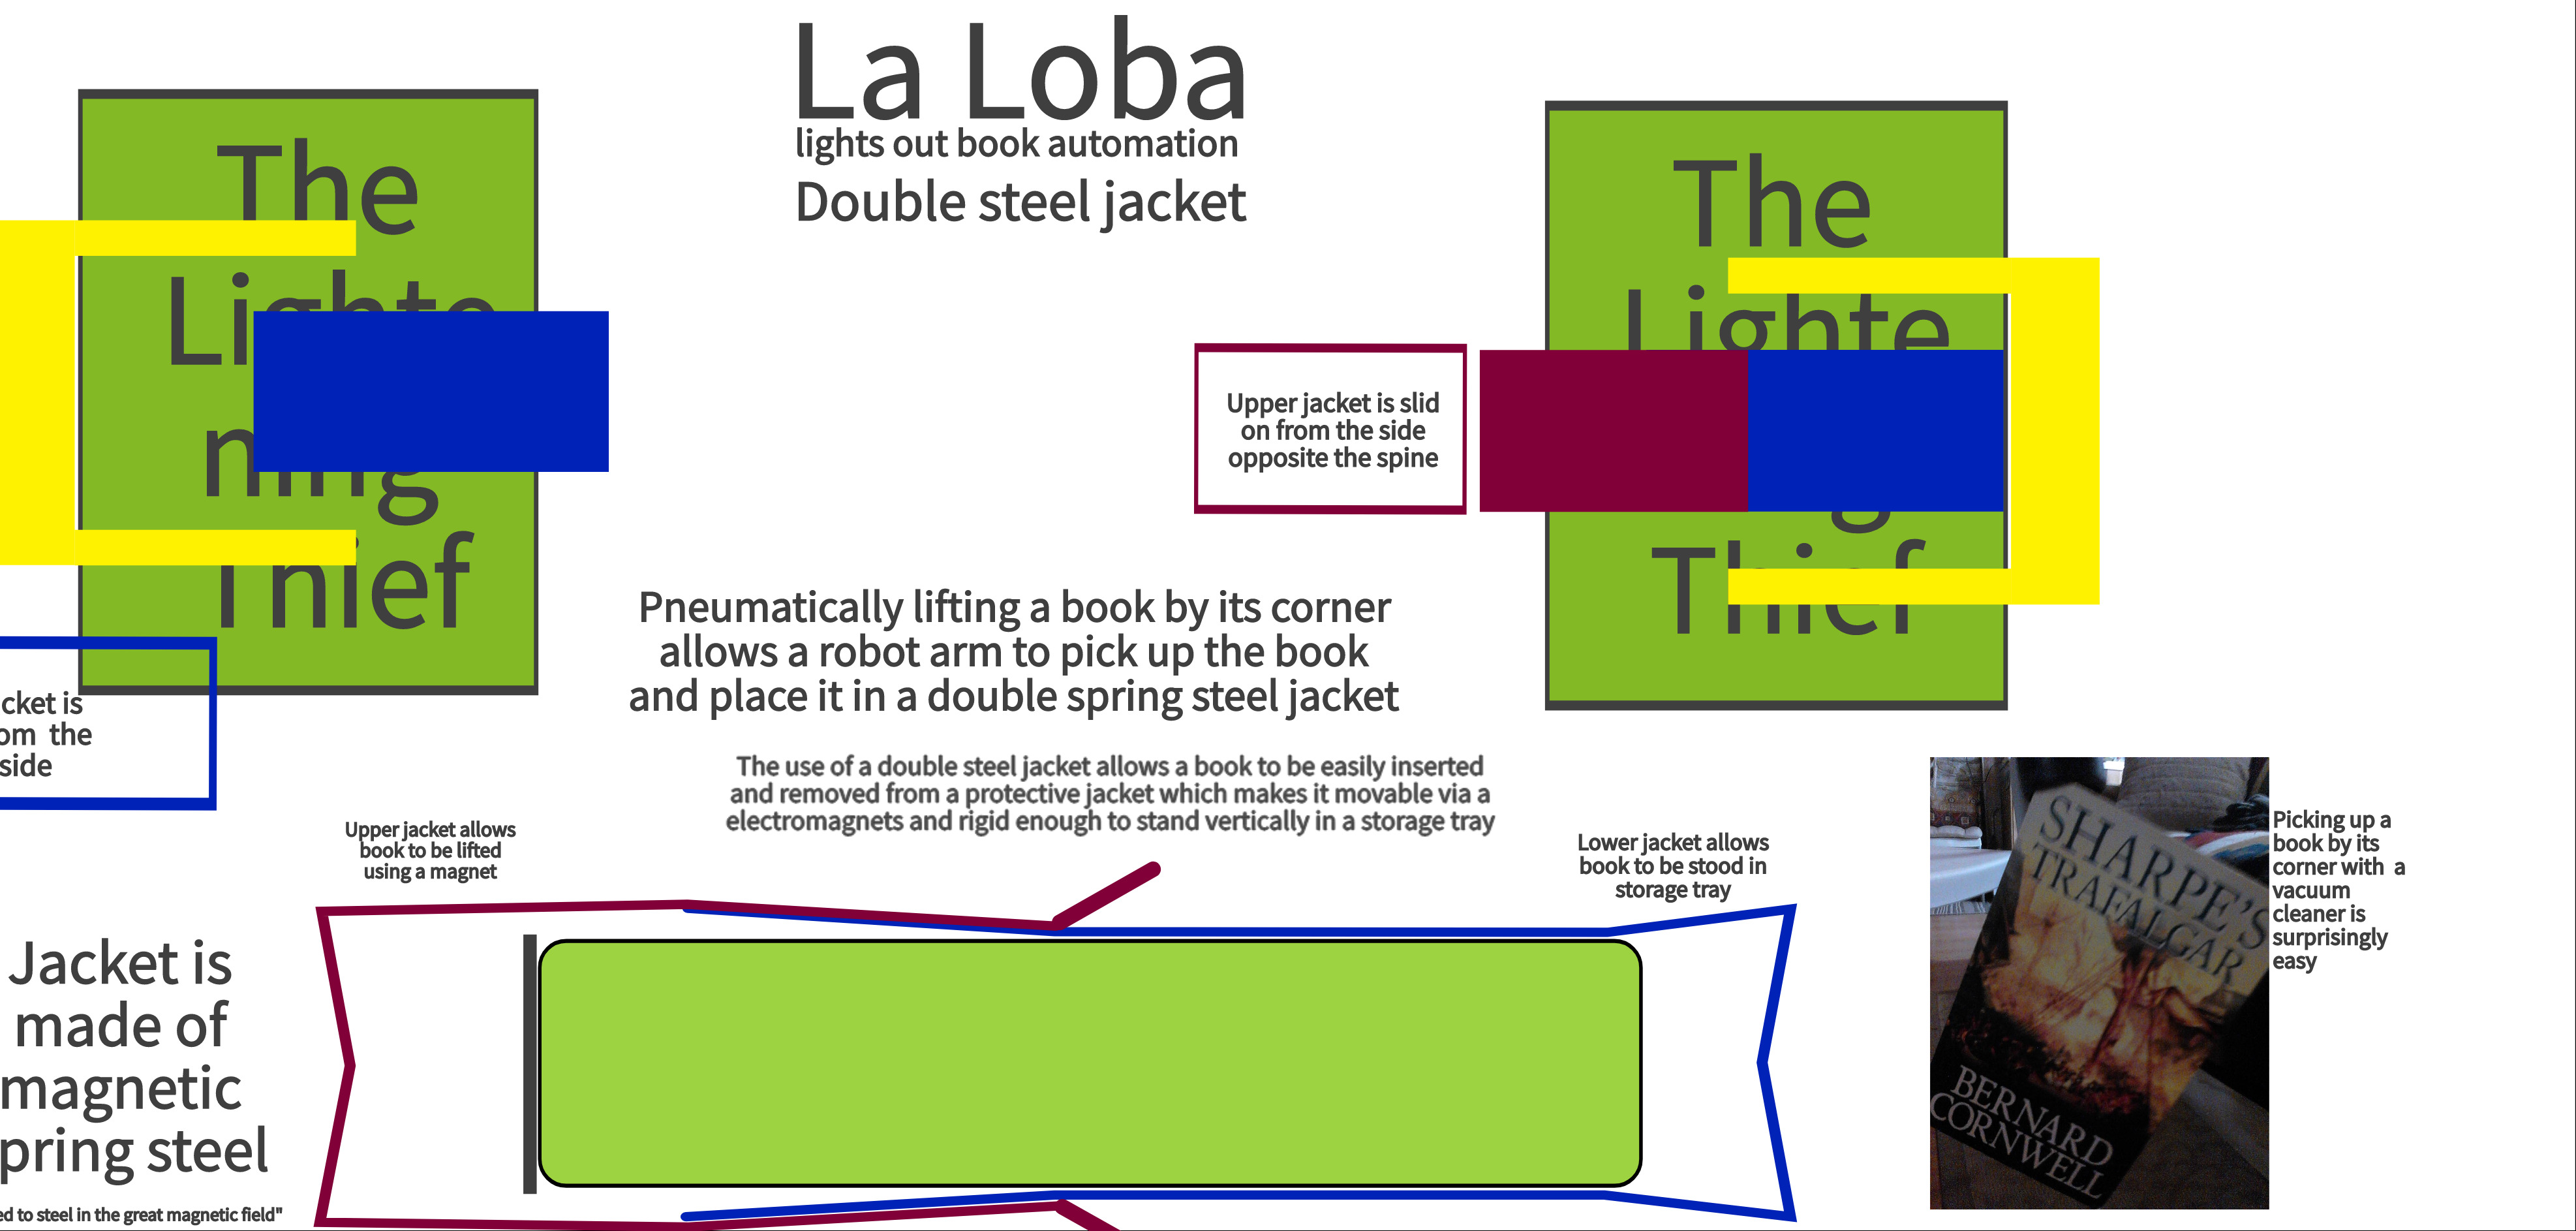 La Loba
lights out book automation
Double steel jacket
The
Lighte
ning
Thief
The
Lighte
g
Thief
Upper jacket is slid
on from the side
opposite the spine
Pneumatically lifting a book by its corner
allows a robot arm to pick up the book
and place it in a double spring steel jacket
cket is
om the
side
The use of a double steel jacket allows a book to be easily inserted
and removed from a protective jacket which makes it movable via a
electromagnets and rigid enough to stand vertically in a storage tray
Upper jacket allows
book to be lifted
using a magnet
Lower jacket allows
book to be stood in
storage tray
SHARPE'S
TRAFALGAR
BERNARD
CORNWELL
Picking up a
book by its
corner with a
vacuum
cleaner is
surprisingly
easy
Jacket is
made of
magnetic
pring steel
ed to steel in the great magnetic field"